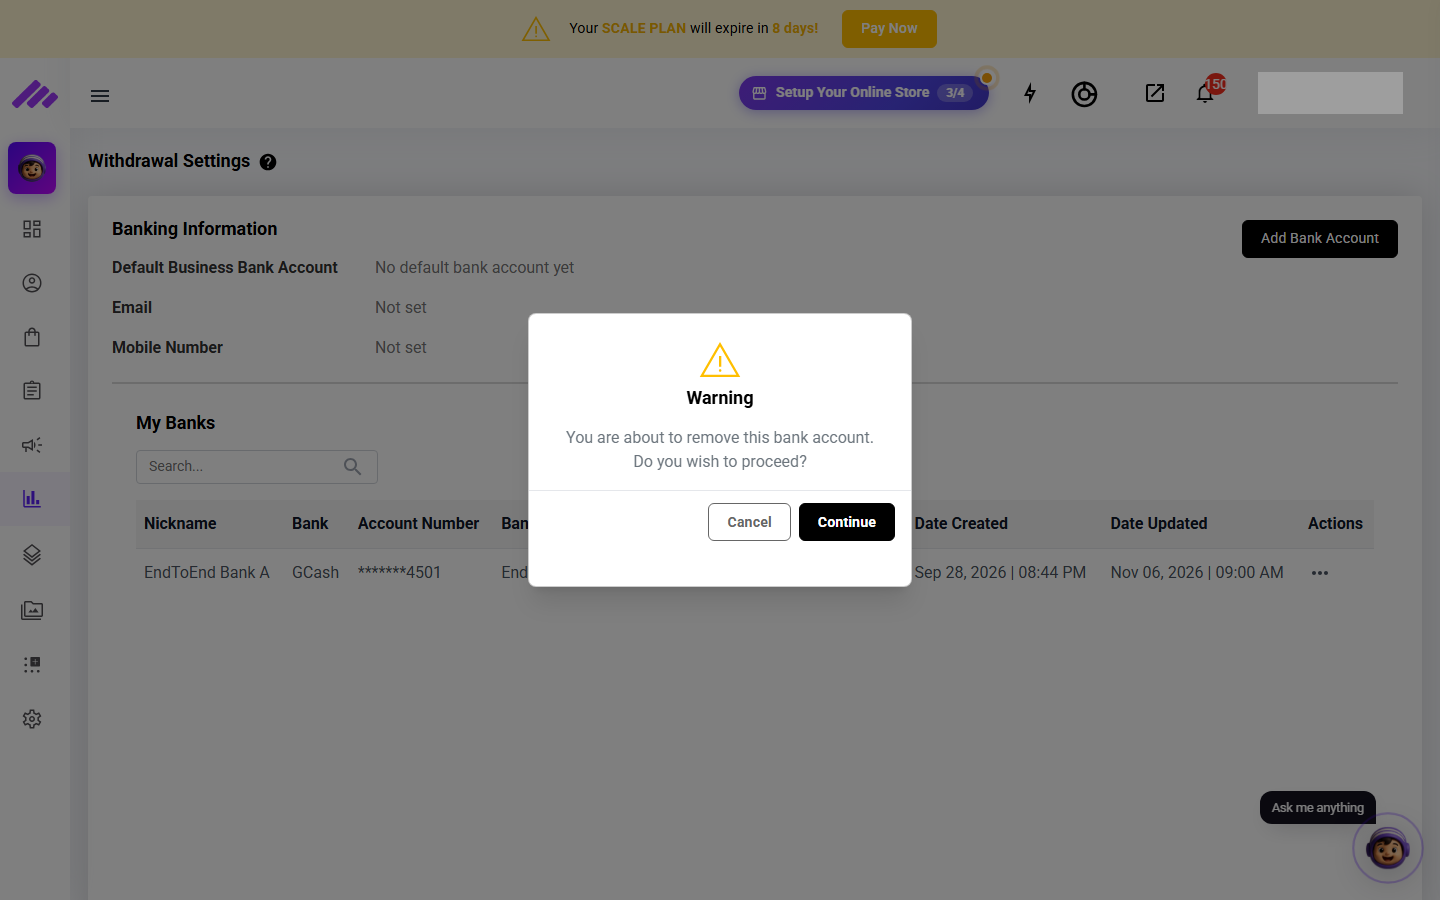 Your SCALE PLAN will expire in 8 days! Pay Now
Setup Your Online Store 3/4
150
Withdrawal Settings ?
Banking Information
Add Bank Account
Default Business Bank Account No default bank account yet
Email Not set
Mobile Number Not set
Warning
You are about to remove this bank account.
Do you wish to proceed?
Cancel Continue
My Banks
Search...
Nickname Bank Account Number Ban Date Created Date Updated Actions
EndToEnd Bank A GCash *******4501 End Sep 28, 2026 | 08:44 PM Nov 06, 2026 | 09:00 AM
Ask me anything